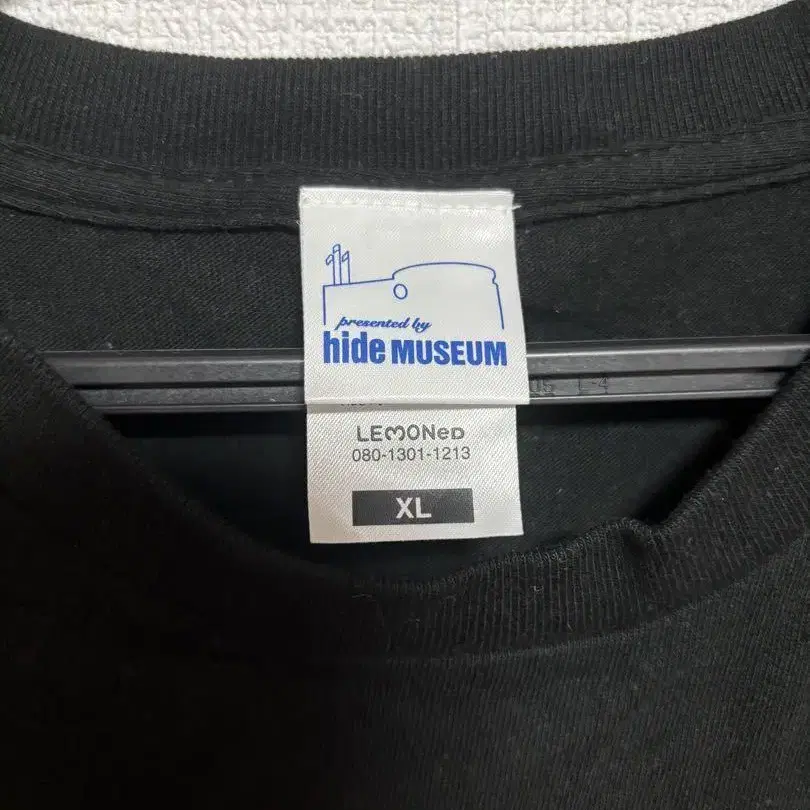 presented by
hide MUSEUM
LEMONeD
080-1301-1213
XL